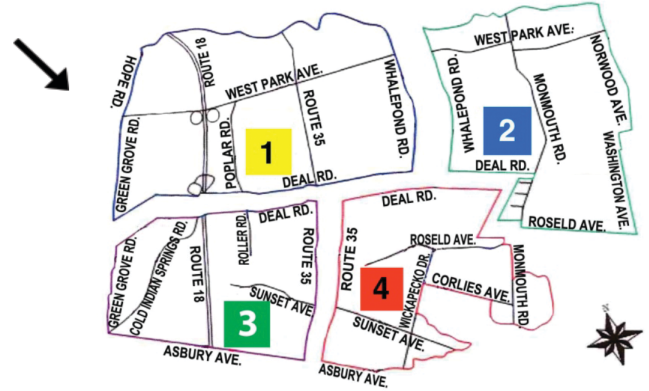 HOPE RD.
ROUTE 18
WEST PARK AVE.
WHALEPOND RD.
GREEN GROVE RD.
POPLAR RD.
1
ROUTE 35
DEAL RD.
WEST PARK AVE.
NORWOOD AVE.
WHALEPOND RD.
2
MONMOUTH RD.
WASHINGTON AVE.
DEAL RD.
ROSELD AVE.
GREEN GROVE RD.
COLD INDIAN SPRINGS RD.
ROUTE 18
ROLLER RD.
DEAL RD.
ROUTE 35
SUNSET AVE
3
ASBURY AVE.
DEAL RD.
ROUTE 35
ROSELD AVE.
4
WICKAPECKO DR.
CORLIES AVE.
MONMOUTH RD.
SUNSET AVE.
ASBURY AVE.